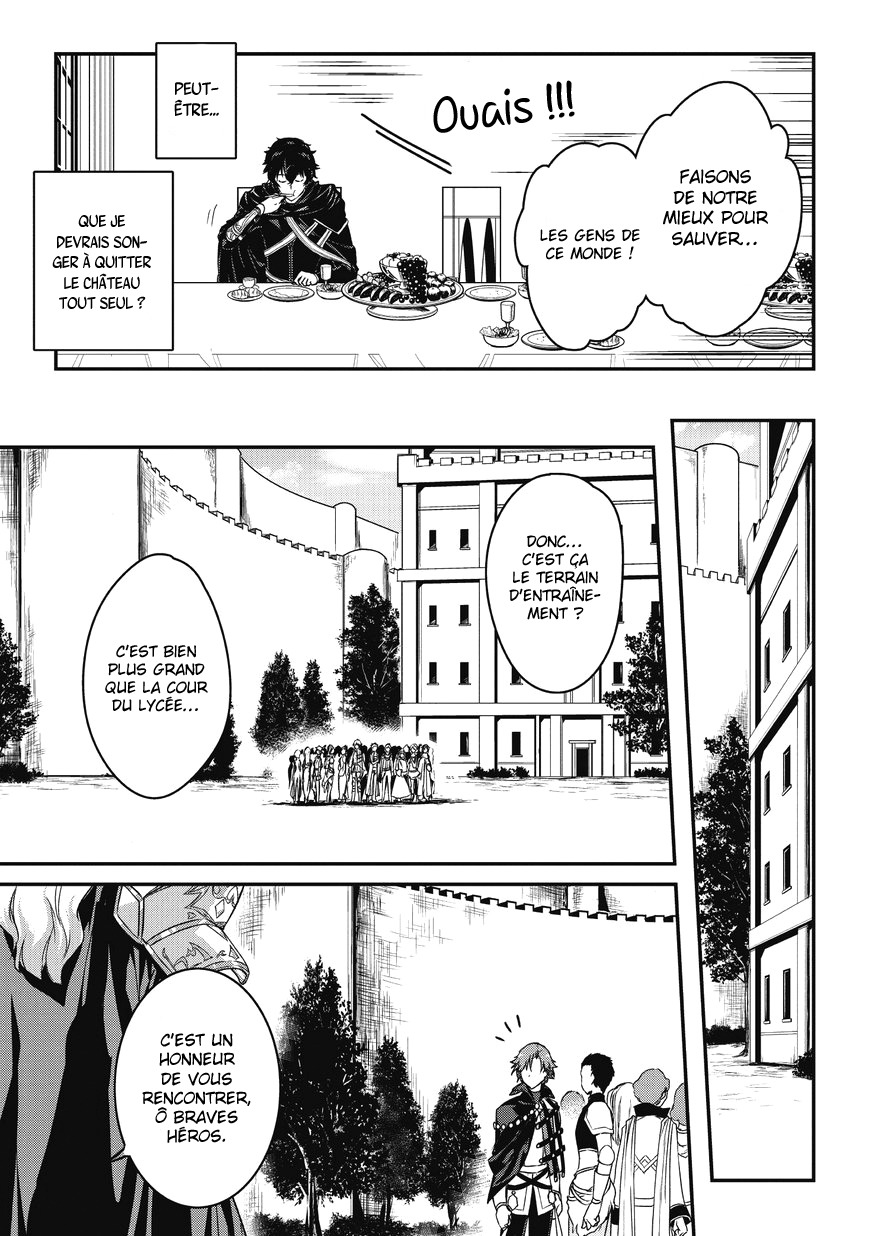 FAISONS
DE NOTRE
MIEUX POUR
SAUVER...
LES GENS DE
CE MONDE !
Ouais !!!
PEUT-
ÊTRE...
QUE JE
DEVRAIS SON-
GER À QUITTER
LE CHÂTEAU
TOUT SEUL ?
DONC...
C'EST ÇA
LE TERRAIN
D'ENTRAÎNE-
MENT ?
C'EST BIEN
PLUS GRAND
QUE LA COUR
DU LYCÉE...
C'EST UN
HONNEUR
DE VOUS
RENCONTRER,
Ô BRAVES
HÉROS.